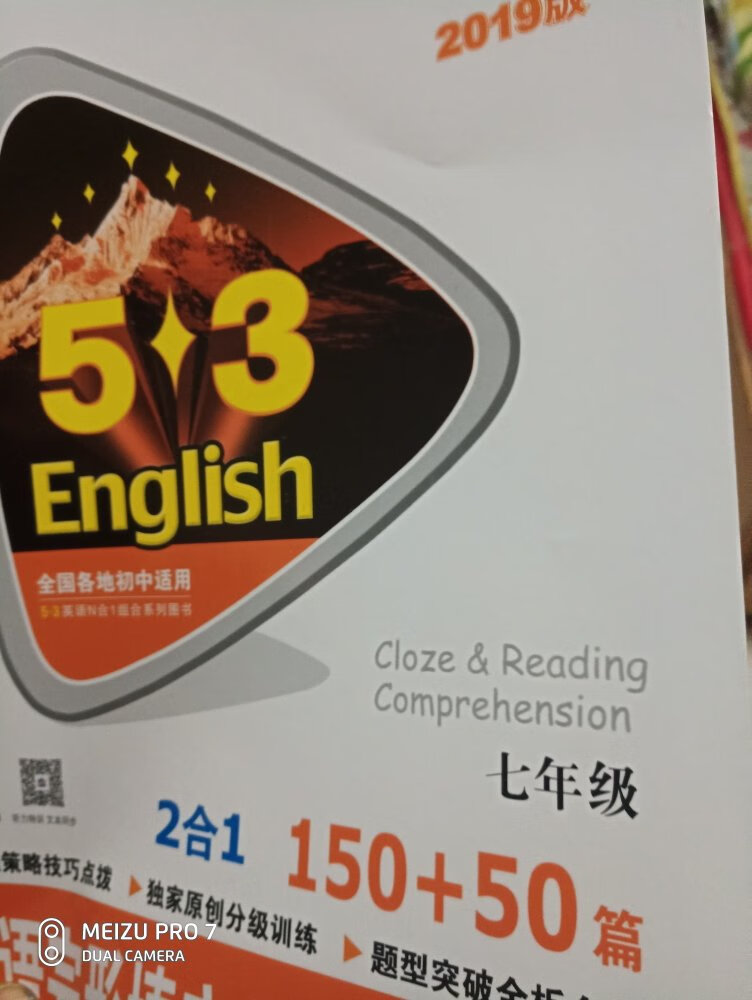 2019版
5·3
English
全国各地初中适用
5·3英语N合1组合系列图书
Cloze & Reading
Comprehension
七年级
2合1 150+50篇
策略技巧点拨 ▶独家原创分级训练 ▶题型突破全析
MEIZU PRO 7
DUAL CAMERA